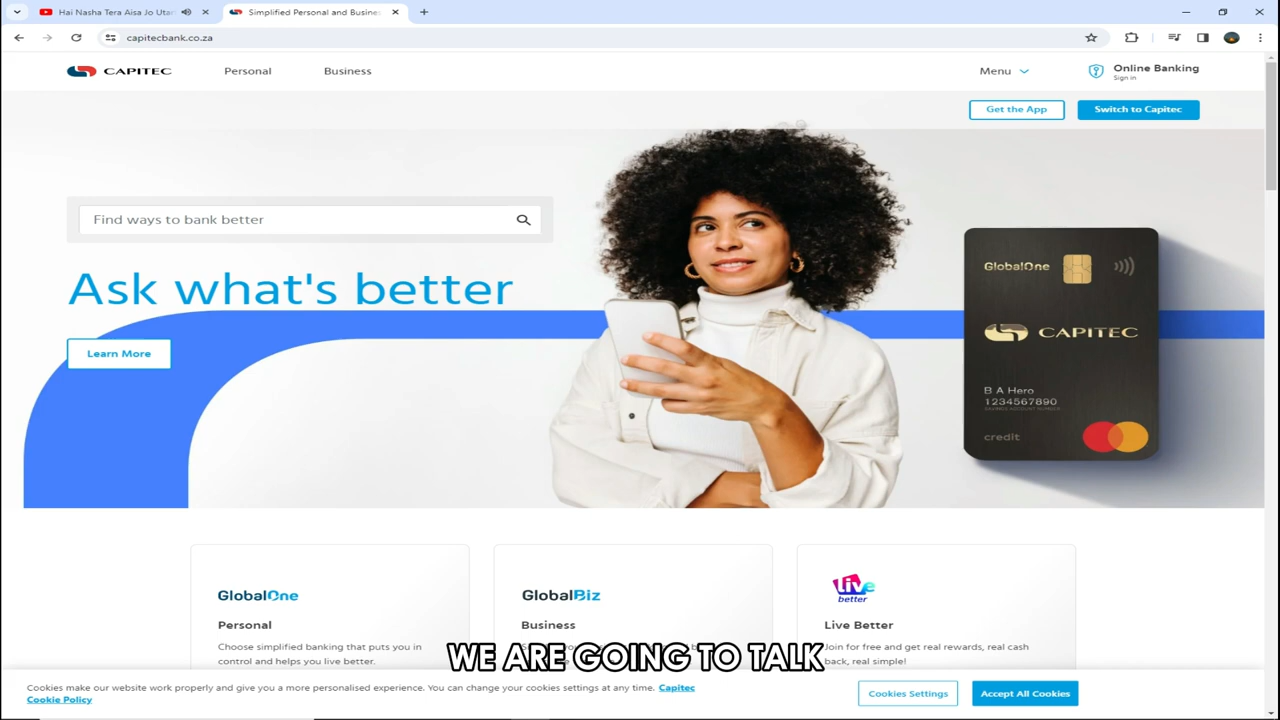 Hai Nasha Tera Aisa Jo Utar
Simplified Personal and Busine
capitecbank.co.za
CAPITEC
Personal
Business
Menu
Online Banking
Sign in
Get the App
Switch to Capitec
Find ways to bank better
Ask what's better
Learn More
GlobalOne
CAPITEC
B A Hero
1234567890
SAVINGS ACCOUNT NUMBER
credit
GlobalOne
Personal
Choose simplified banking that puts you in
control and helps you live better.
GlobalBiz
Business
Live
better
Live Better
Join for free and get real rewards, real cash
back, real simple!
WE ARE GOING TO TALK
Cookies make our website work properly and give you a more personalised experience. You can change your cookies settings at any time. Capitec
Cookie Policy
Cookies Settings
Accept All Cookies